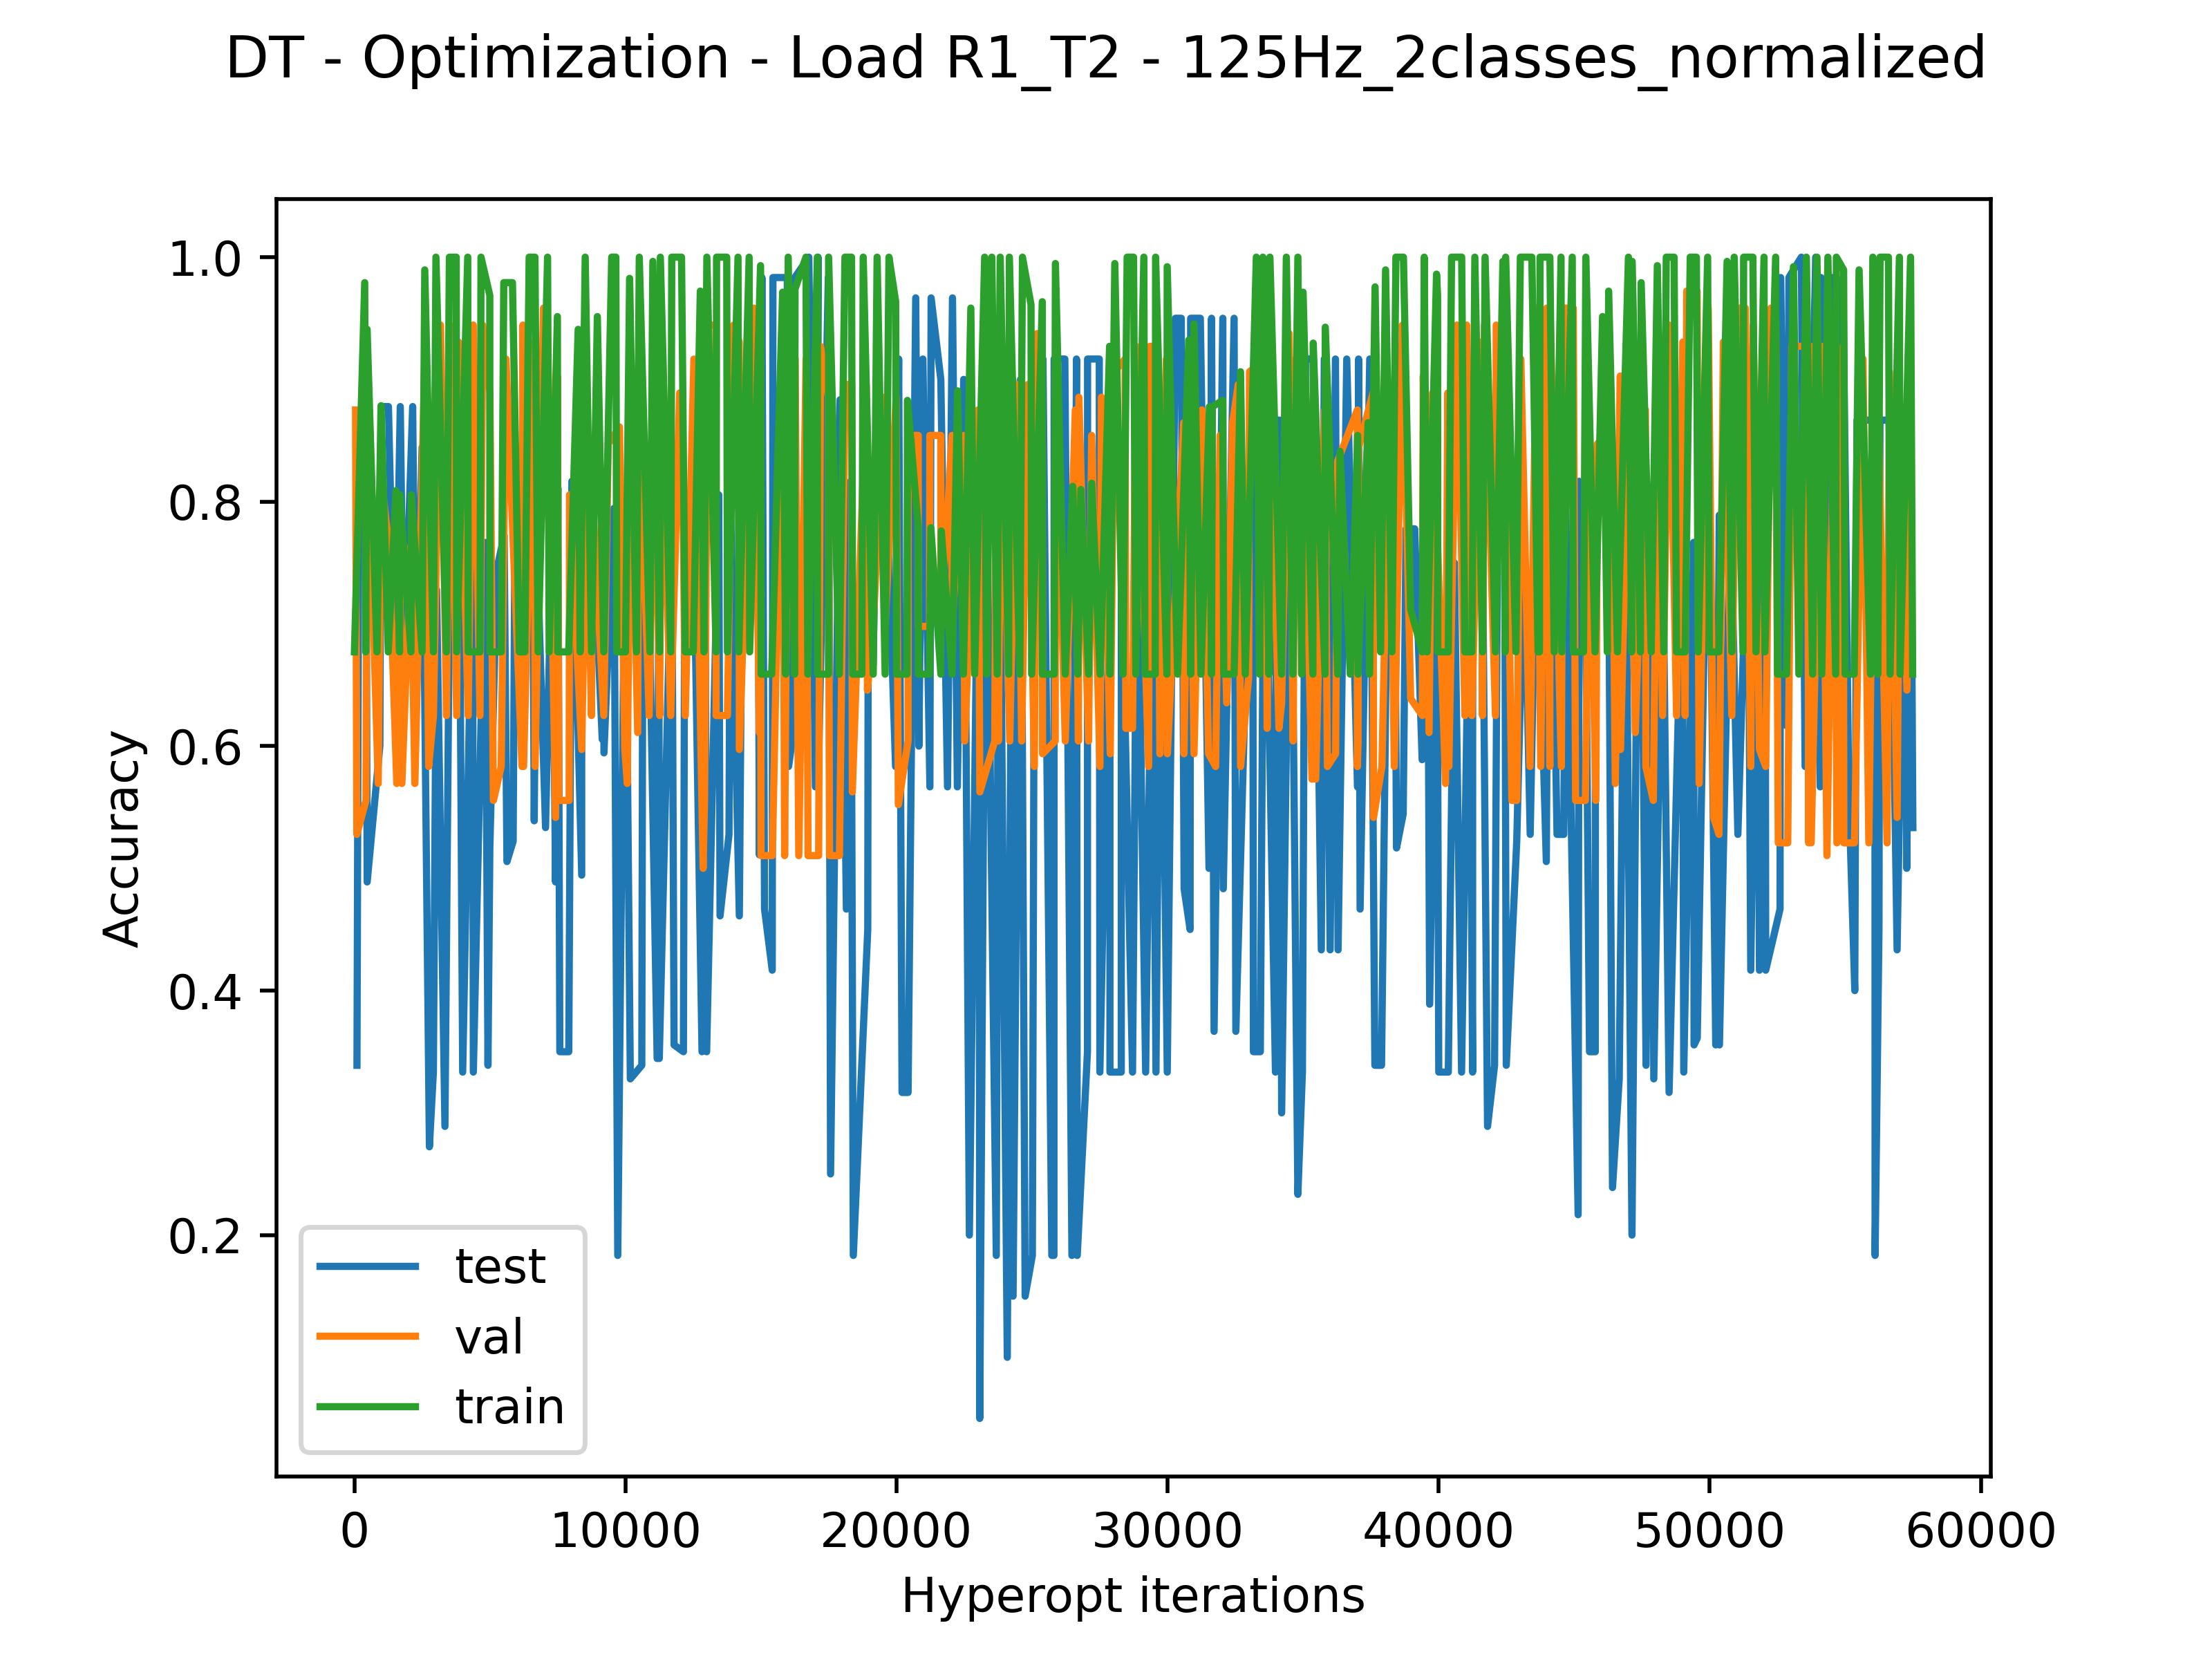 DT - Optimization - Load R1_T2 - 125Hz_2classes_normalized
1.0
0.8
0.6
0.4
0.2
Accuracy
test
val
train
0 10000 20000 30000 40000 50000 60000
Hyperopt iterations